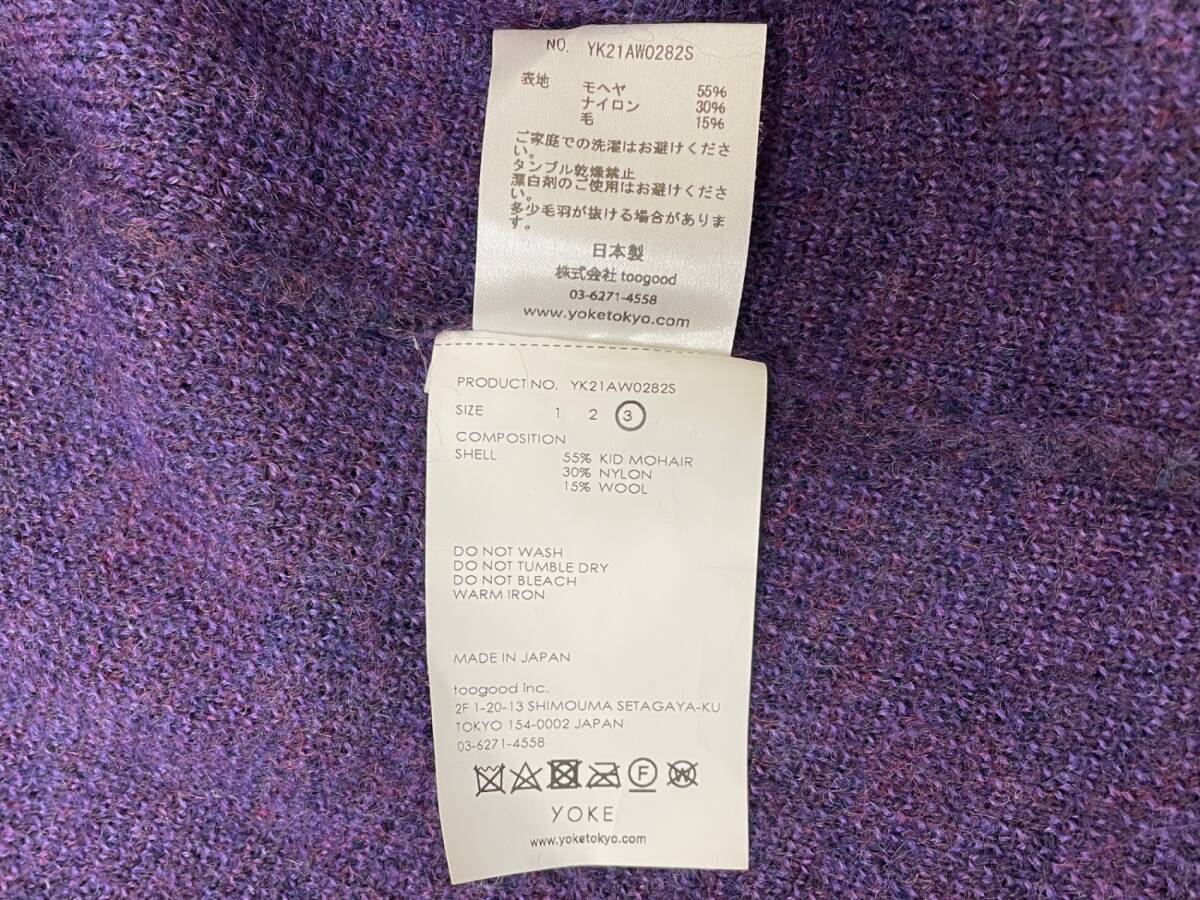 NO. YK21AW0282S
表地 モヘヤ 55%
ナイロン 30%
毛 15%
ご家庭での洗濯はお避けくださ
い。
タンブル乾燥禁止
漂白剤のご使用はお避けくださ
い。
多少毛羽が抜ける場合がありま
す。
日本製
株式会社 toogood
03-6271-4558
www.yoketokyo.com
PRODUCT NO. YK21AW0282S
SIZE 1 2 3
COMPOSITION
SHELL 55% KID MOHAIR
30% NYLON
15% WOOL
DO NOT WASH
DO NOT TUMBLE DRY
DO NOT BLEACH
WARM IRON
MADE IN JAPAN
toogood inc.
2F 1-20-13 SHIMOUMA SETAGAYA-KU
TOKYO 154-0002 JAPAN
03-6271-4558
F W
YOKE
www.yoketokyo.com